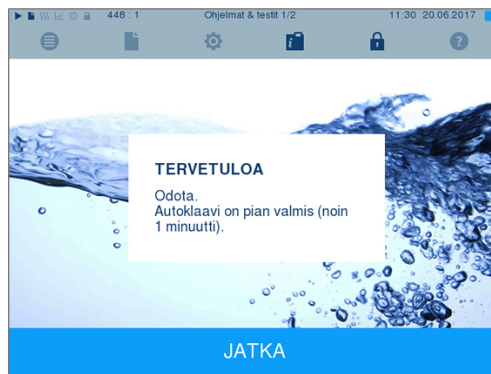 448 : 1 Ohjelmat & testit 1/2 11:30 20.06.2017
TERVETULOA
Odota.
Autoklaavi on pian valmis (noin
1 minuutti).
JATKA